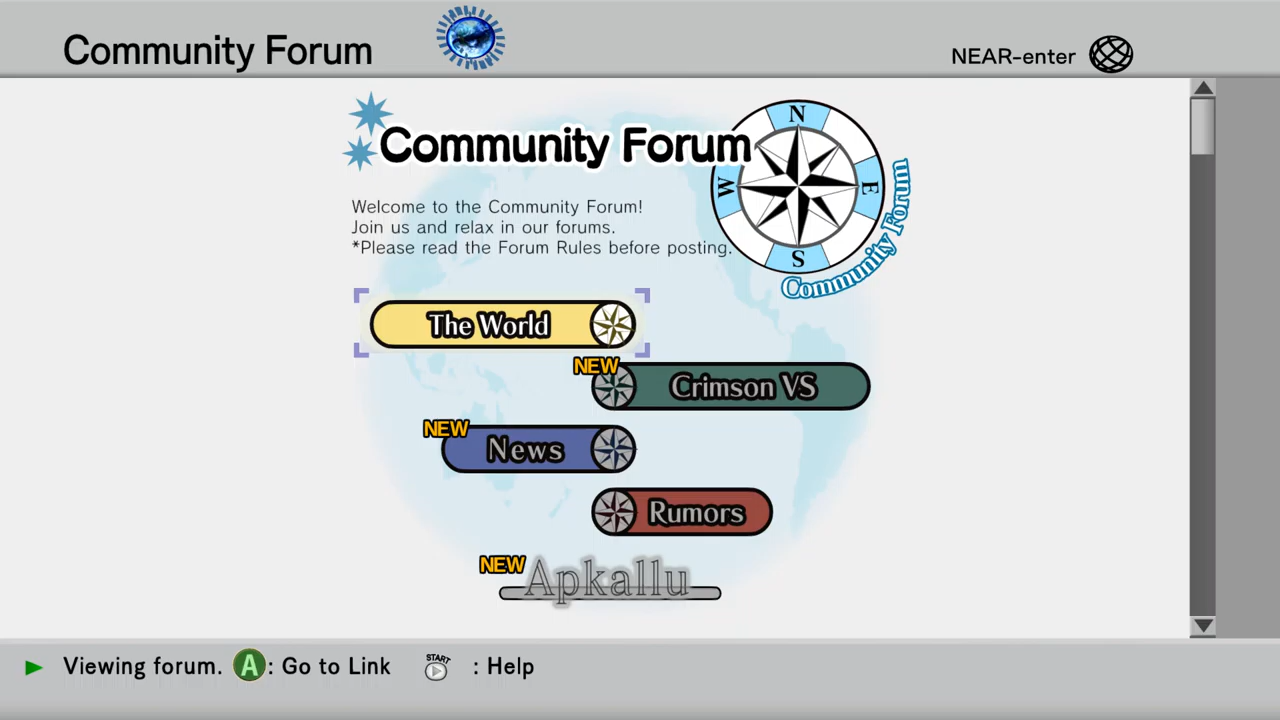 Community Forum
NEAR-enter
Community Forum
N
W
E
S
Community Forum
Welcome to the Community Forum!
Join us and relax in our forums.
*Please read the Forum Rules before posting.
The World
NEW
Crimson VS
NEW
News
Rumors
NEW
Apkallu
Viewing forum. A : Go to Link START : Help